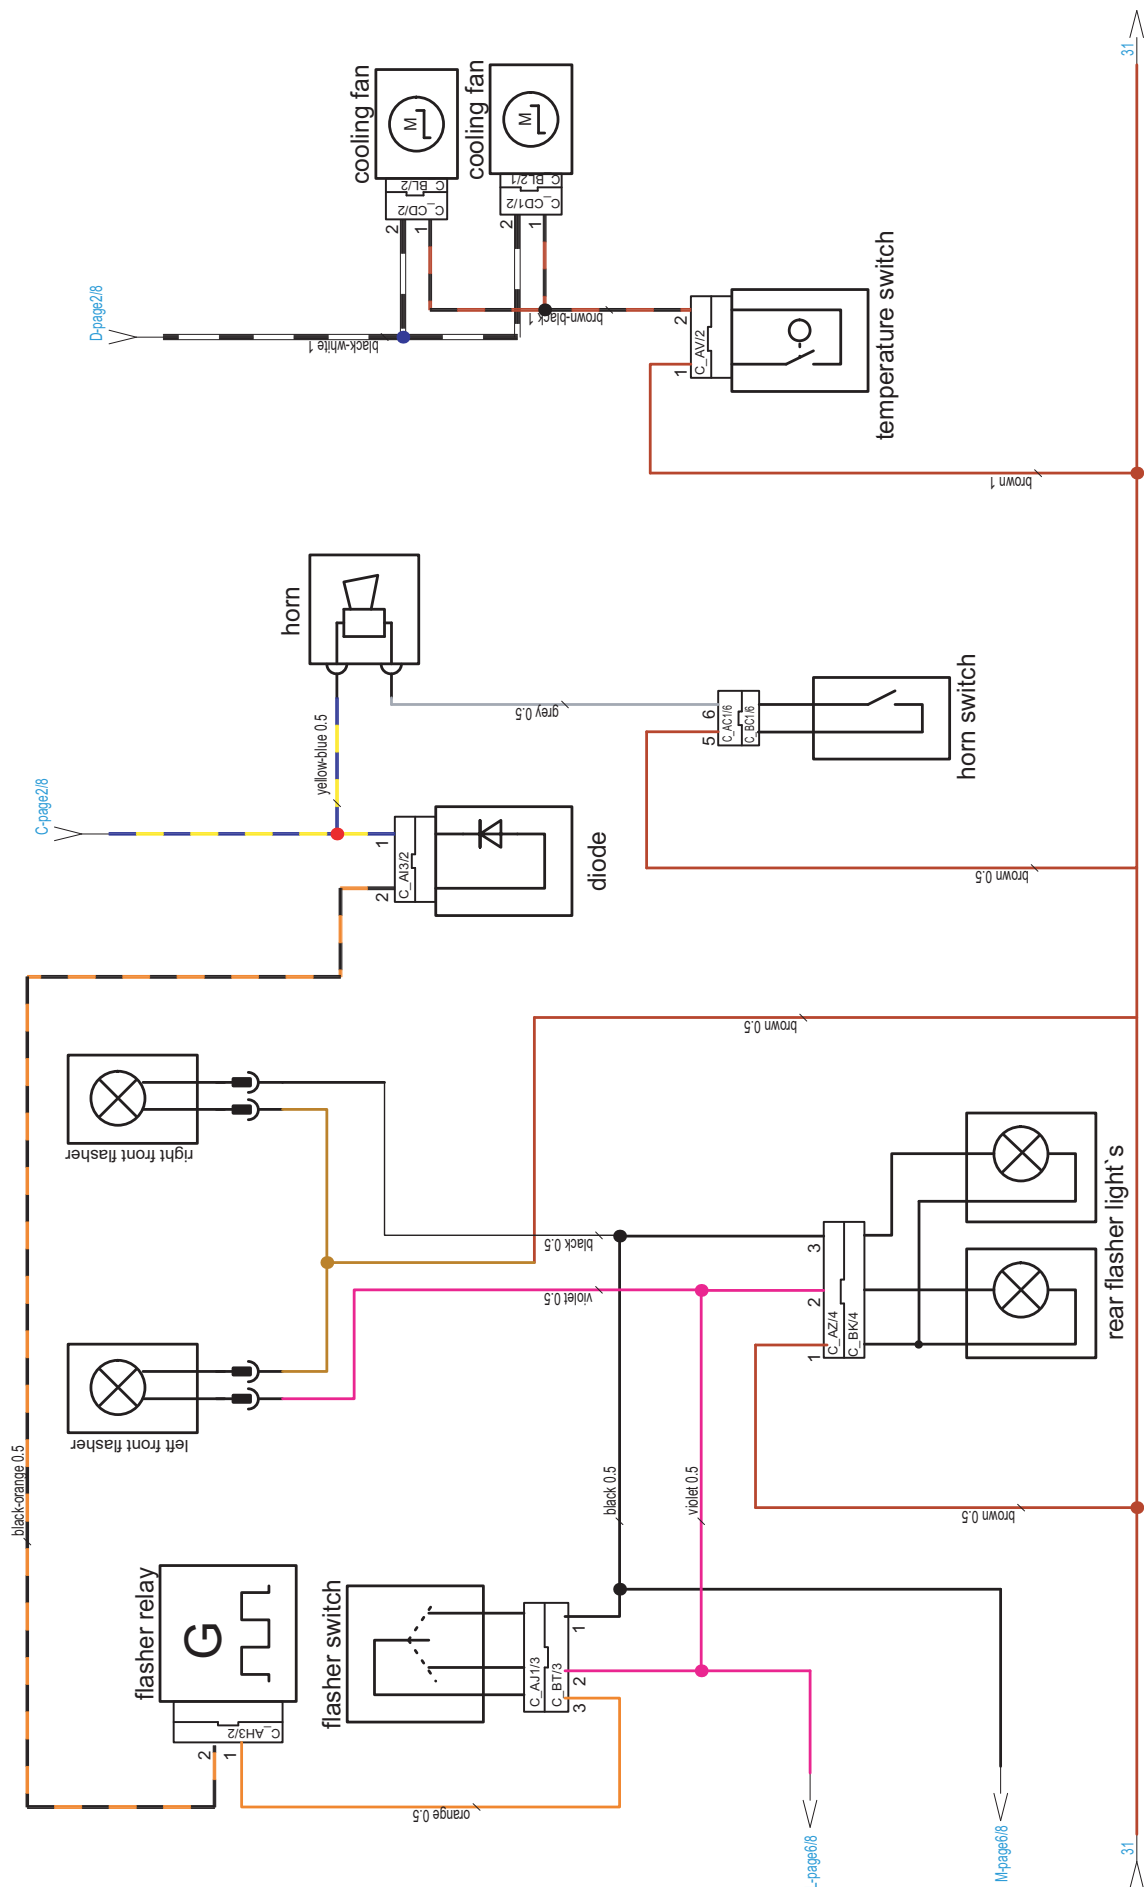 31
cooling fan
M
C_BL/2
C_CD/2
2
1
cooling fan
M
C_BL2/1
C_CD1/2
2
1
D-page2/8
black-white 1
brown-black 1
2
1
C_AV/2
temperature switch
brown 1
horn
grey 0.5
yellow-blue 0.5
C-page2/8
6
5
C_AC1/6
C_BC1/6
horn switch
brown 0.5
1
2
C_AI3/2
diode
black-orange 0.5
right front flasher
brown 0.5
black 0.5
violet 0.5
left front flasher
3
2
1
C_AZ/4
C_BK/4
rear flasher light`s
brown 0.5
black 0.5
violet 0.5
flasher relay
G
C_AH3/2
2
1
flasher switch
C_AJ1/3
C_BT/3
1
2
3
orange 0.5
-page6/8
M-page6/8
31